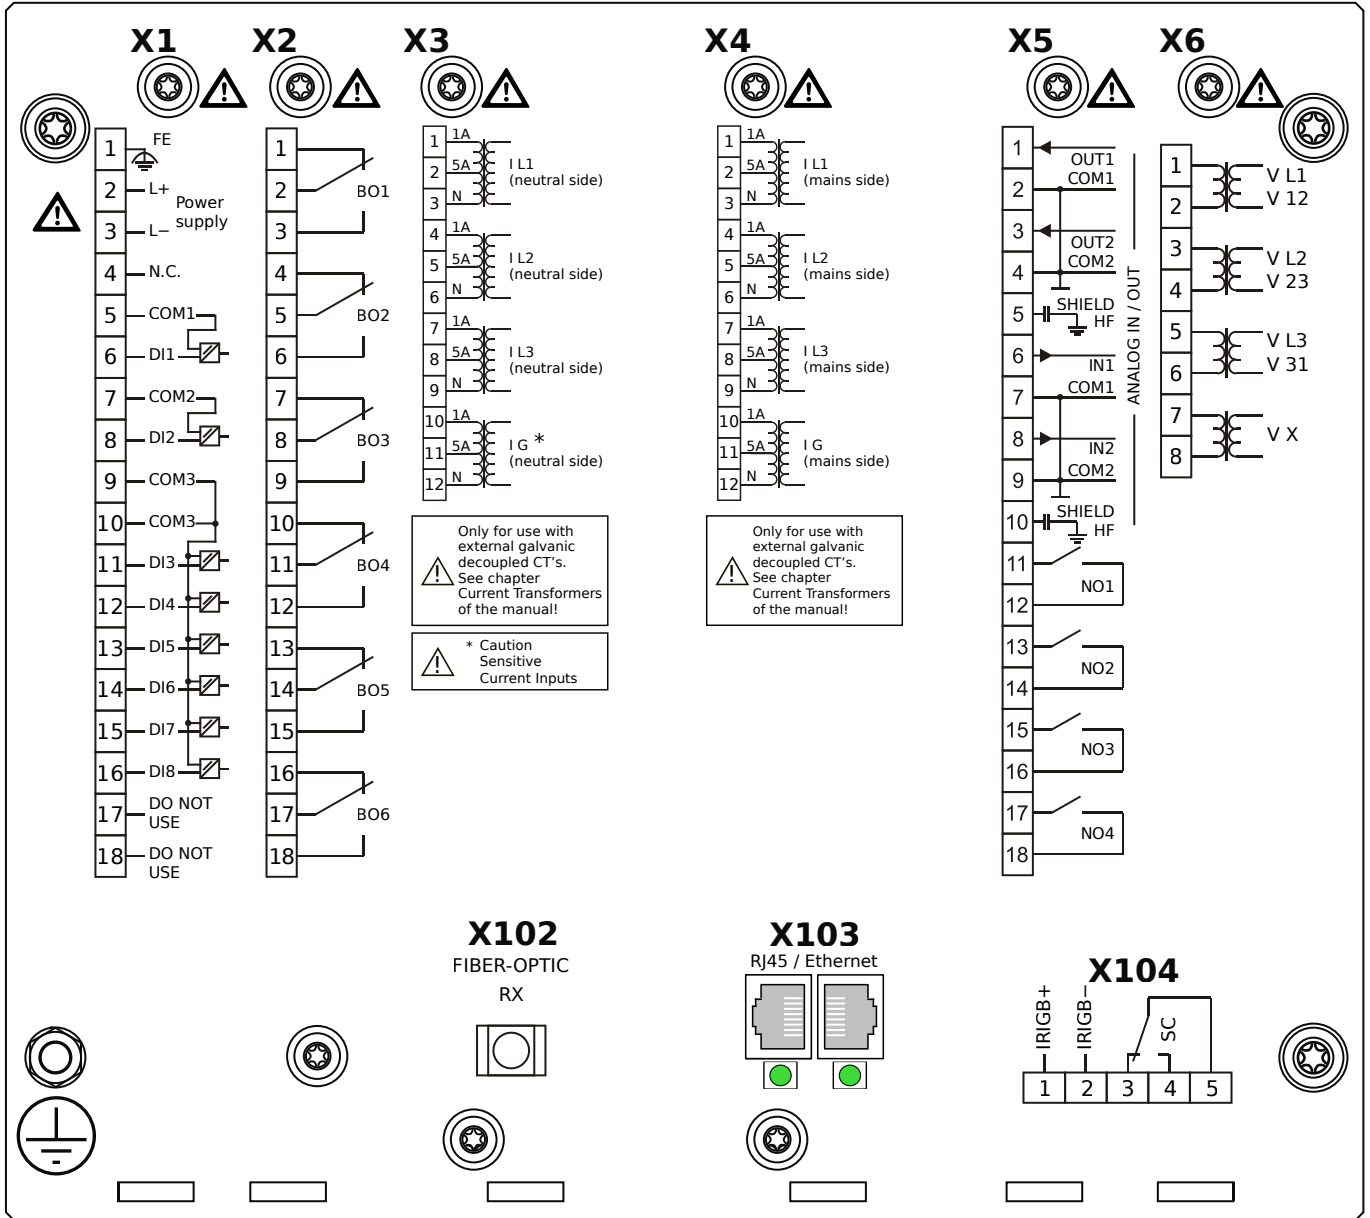 X1
X2
X3
X4
X5
X6
1
FE
2
L+
Power
supply
3
L−
4
N.C.
5
COM1
6
DI1
7
COM2
8
DI2
9
COM3
10
COM3
11
DI3
12
DI4
13
DI5
14
DI6
15
DI7
16
DI8
17
DO NOT
USE
18
DO NOT
USE
1
2
BO1
3
4
5
BO2
6
7
8
BO3
9
10
11
BO4
12
13
14
BO5
15
16
17
BO6
18
1
1A
2
5A
I L1
(neutral side)
3
N
4
1A
5
5A
I L2
(neutral side)
6
N
7
1A
8
5A
I L3
(neutral side)
9
N
10
1A
11
5A
I G *
(neutral side)
12
N
Only for use with
external galvanic
decoupled CT's.
See chapter
Current Transformers
of the manual!
* Caution
Sensitive
Current Inputs
1
1A
2
5A
I L1
(mains side)
3
N
4
1A
5
5A
I L2
(mains side)
6
N
7
1A
8
5A
I L3
(mains side)
9
N
10
1A
11
5A
I G
(mains side)
12
N
Only for use with
external galvanic
decoupled CT's.
See chapter
Current Transformers
of the manual!
1
OUT1
2
COM1
3
OUT2
4
COM2
5
SHIELD
HF
6
IN1
7
COM1
8
IN2
9
COM2
10
SHIELD
HF
ANALOG IN / OUT
11
NO1
12
13
NO2
14
15
NO3
16
17
NO4
18
1
V L1
2
V 12
3
V L2
4
V 23
5
V L3
6
V 31
7
V X
8
X102
FIBER-OPTIC
RX
X103
RJ45 / Ethernet
X104
IRIGB+
IRIGB−
SC
1 2 3 4 5